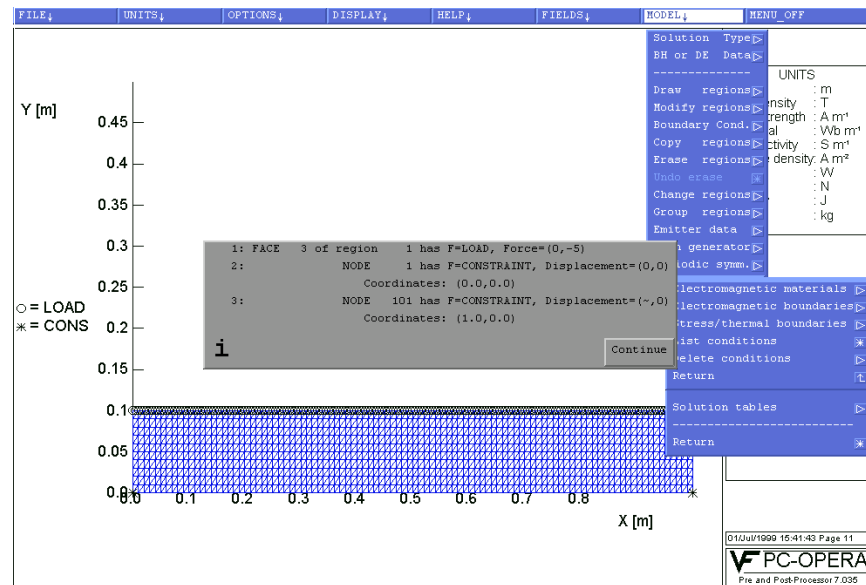 FILE↓ UNITS↓ OPTIONS↓ DISPLAY↓ HELP↓ FIELDS↓ MODEL↓ MENU_OFF
Solution Type
BH or DE Data
--------------
Draw regions
Modify regions
Boundary Cond.
Copy regions
Erase regions
Undo erase
Change regions
Group regions
Emitter data
generator
symm.
UNITS
: m
: T
: A m⁻¹
: Wb m⁻¹
: S m⁻¹
density: A m⁻²
: W
: N
: J
: kg
Y [m]
0.45
0.4
0.35
0.3
0.25
0.2
0.15
0.1
0.05
0.0
○ = LOAD
✳ = CONS
1: FACE 3 of region 1 has F=LOAD, Force=(0,-5)
2: NODE 1 has F=CONSTRAINT, Displacement=(0,0)
Coordinates: (0.0,0.0)
3: NODE 101 has F=CONSTRAINT, Displacement=(~,0)
Coordinates: (1.0,0.0)
i
Continue
Electromagnetic materials
Electromagnetic boundaries
Stress/thermal boundaries
List conditions
Delete conditions
Return
Solution tables
-------------------------
Return
0.0 0.1 0.2 0.3 0.4 0.5 0.6 0.7 0.8
X [m]
01/Jul/1999 15:41:43 Page 11
VF PC-OPERA
Pre and Post-Processor 7.035